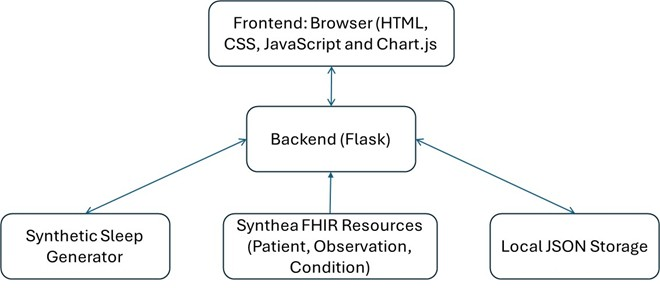 Frontend: Browser (HTML,
CSS, JavaScript and Chart.js
Backend (Flask)
Synthetic Sleep
Generator
Synthea FHIR Resources
(Patient, Observation,
Condition)
Local JSON Storage